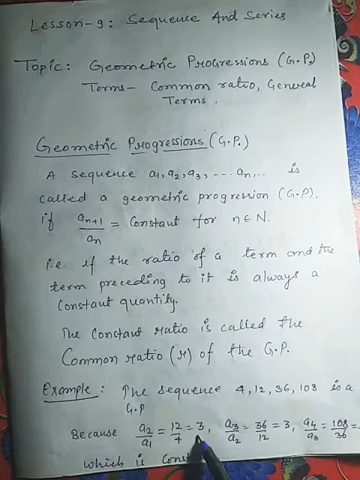 Lesson-9: Sequence And Series
Topic: Geometric Progressions (G.P.)
Terms- Common ratio, General
Terms.
Geometric Progressions (G.P.)
A sequence a₁, a₂, a₃, ---- aₙ, .. is
called a geometric progression (G.P),
if aₙ₊₁/aₙ = Constant for n∈N.
i.e. if the ratio of a term and the
term preceding to it is always a
Constant quantity.
The Constant ratio is called the
Common ratio (r) of the G.P.
Example: The sequence 4, 12, 36, 108 is a
G.P
Because a₂/a₁ = 12/4 = 3, a₃/a₂ = 36/12 = 3, a₄/a₃ = 108/36 =
which is